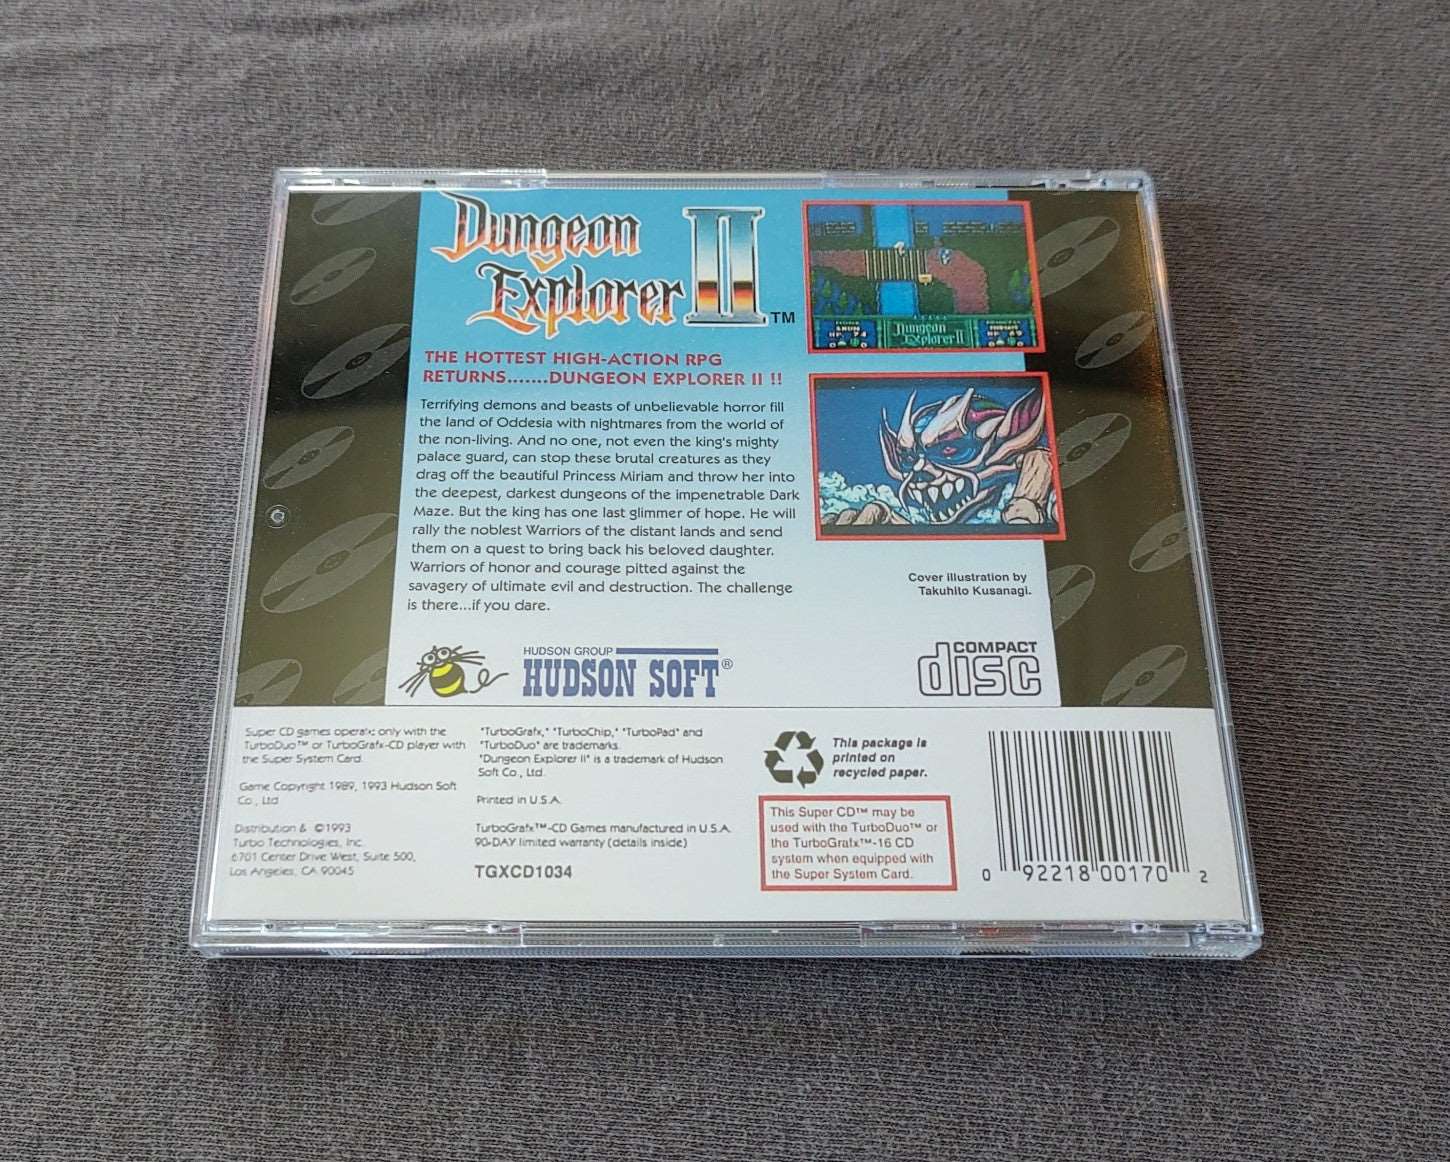 Dungeon
Explorer II™
THE HOTTEST HIGH-ACTION RPG
RETURNS.......DUNGEON EXPLORER II !!
Terrifying demons and beasts of unbelievable horror fill
the land of Oddesia with nightmares from the world of
the non-living. And no one, not even the king's mighty
palace guard, can stop these brutal creatures as they
drag off the beautiful Princess Miriam and throw her into
the deepest, darkest dungeons of the impenetrable Dark
Maze. But the king has one last glimmer of hope. He will
rally the noblest Warriors of the distant lands and send
them on a quest to bring back his beloved daughter.
Warriors of honor and courage pitted against the
savagery of ultimate evil and destruction. The challenge
is there...if you dare.
Dungeon
Explorer II
Cover illustration by
Takuhito Kusanagi.
HUDSON GROUP
HUDSON SOFT®
COMPACT
disc
Super CD games operate only with the
TurboDuo™ or TurboGrafx-CD player with
the Super System Card.
Game Copyright 1989, 1993 Hudson Soft
Co., Ltd
Distribution & ©1993
Turbo Technologies, Inc.
6701 Center Drive West, Suite 500,
Los Angeles, CA 90045
"TurboGrafx," "TurboChip," "TurboPad" and
"TurboDuo" are trademarks.
"Dungeon Explorer II" is a trademark of Hudson
Soft Co., Ltd.
Printed in U.S.A.
TurboGrafx™-CD Games manufactured in U.S.A.
90-DAY limited warranty (details inside)
TGXCD1034
This package is
printed on
recycled paper.
This Super CD™ may be
used with the TurboDuo™ or
the TurboGrafx™-16 CD
system when equipped with
the Super System Card.
0 92218 00170 2